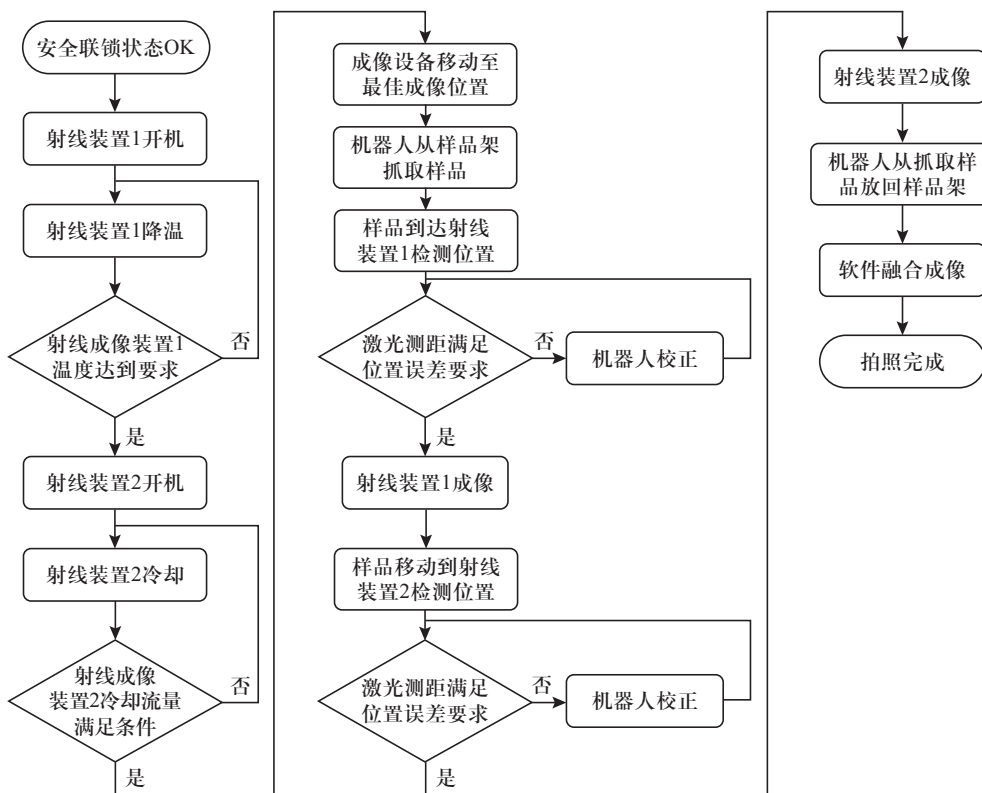 安全联锁状态OK
射线装置1开机
射线装置1降温
射线成像装置1
温度达到要求
否
是
射线装置2开机
射线装置2冷却
射线成像
装置2冷却流量
满足条件
否
是
成像设备移动至
最佳成像位置
机器人从样品架
抓取样品
样品到达射线
装置1检测位置
激光测距满足
位置误差要求
否
机器人校正
是
射线装置1成像
样品移动到射线
装置2检测位置
激光测距满足
位置误差要求
否
机器人校正
是
射线装置2成像
机器人从抓取样
品放回样品架
软件融合成像
拍照完成